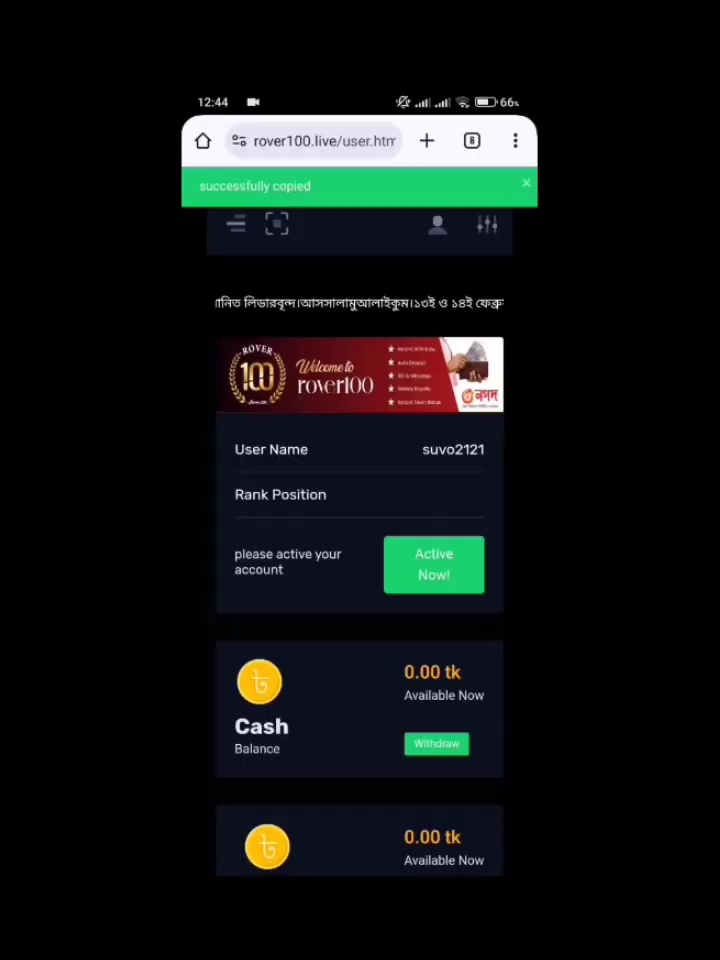 12:44
66%
rover100.live/user.htm
8
successfully copied
×
নিত লিডারবৃন্দ।আসসালামুআলাইকুম।১৩ই ও ১৪ই ফেব্রু
ROVER
100
Welcome to
rover100
নগদ
User Name
suvo2121
Rank Position
please active your
account
Active
Now!
0.00 tk
Available Now
Cash
Balance
Withdraw
0.00 tk
Available Now